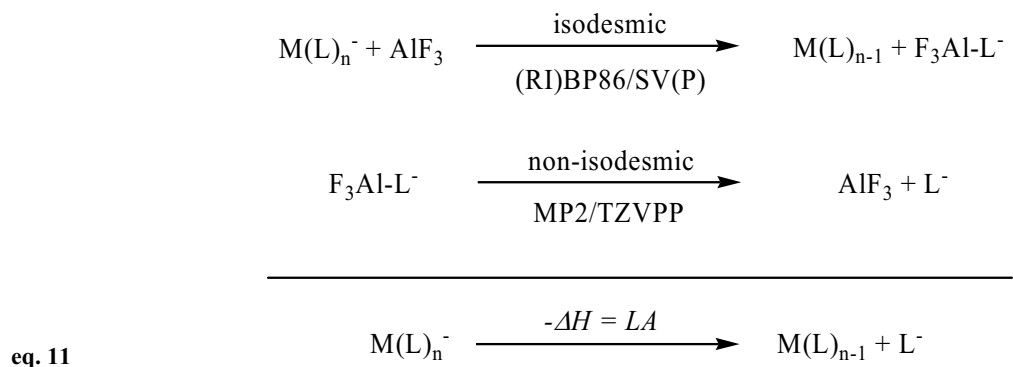 isodesmic
M(L)n- + AlF3 M(L)n-1 + F3Al-L-
(RI)BP86/SV(P)
non-isodesmic
F3Al-L- AlF3 + L-
MP2/TZVPP
-ΔH = LA
eq. 11 M(L)n- M(L)n-1 + L-